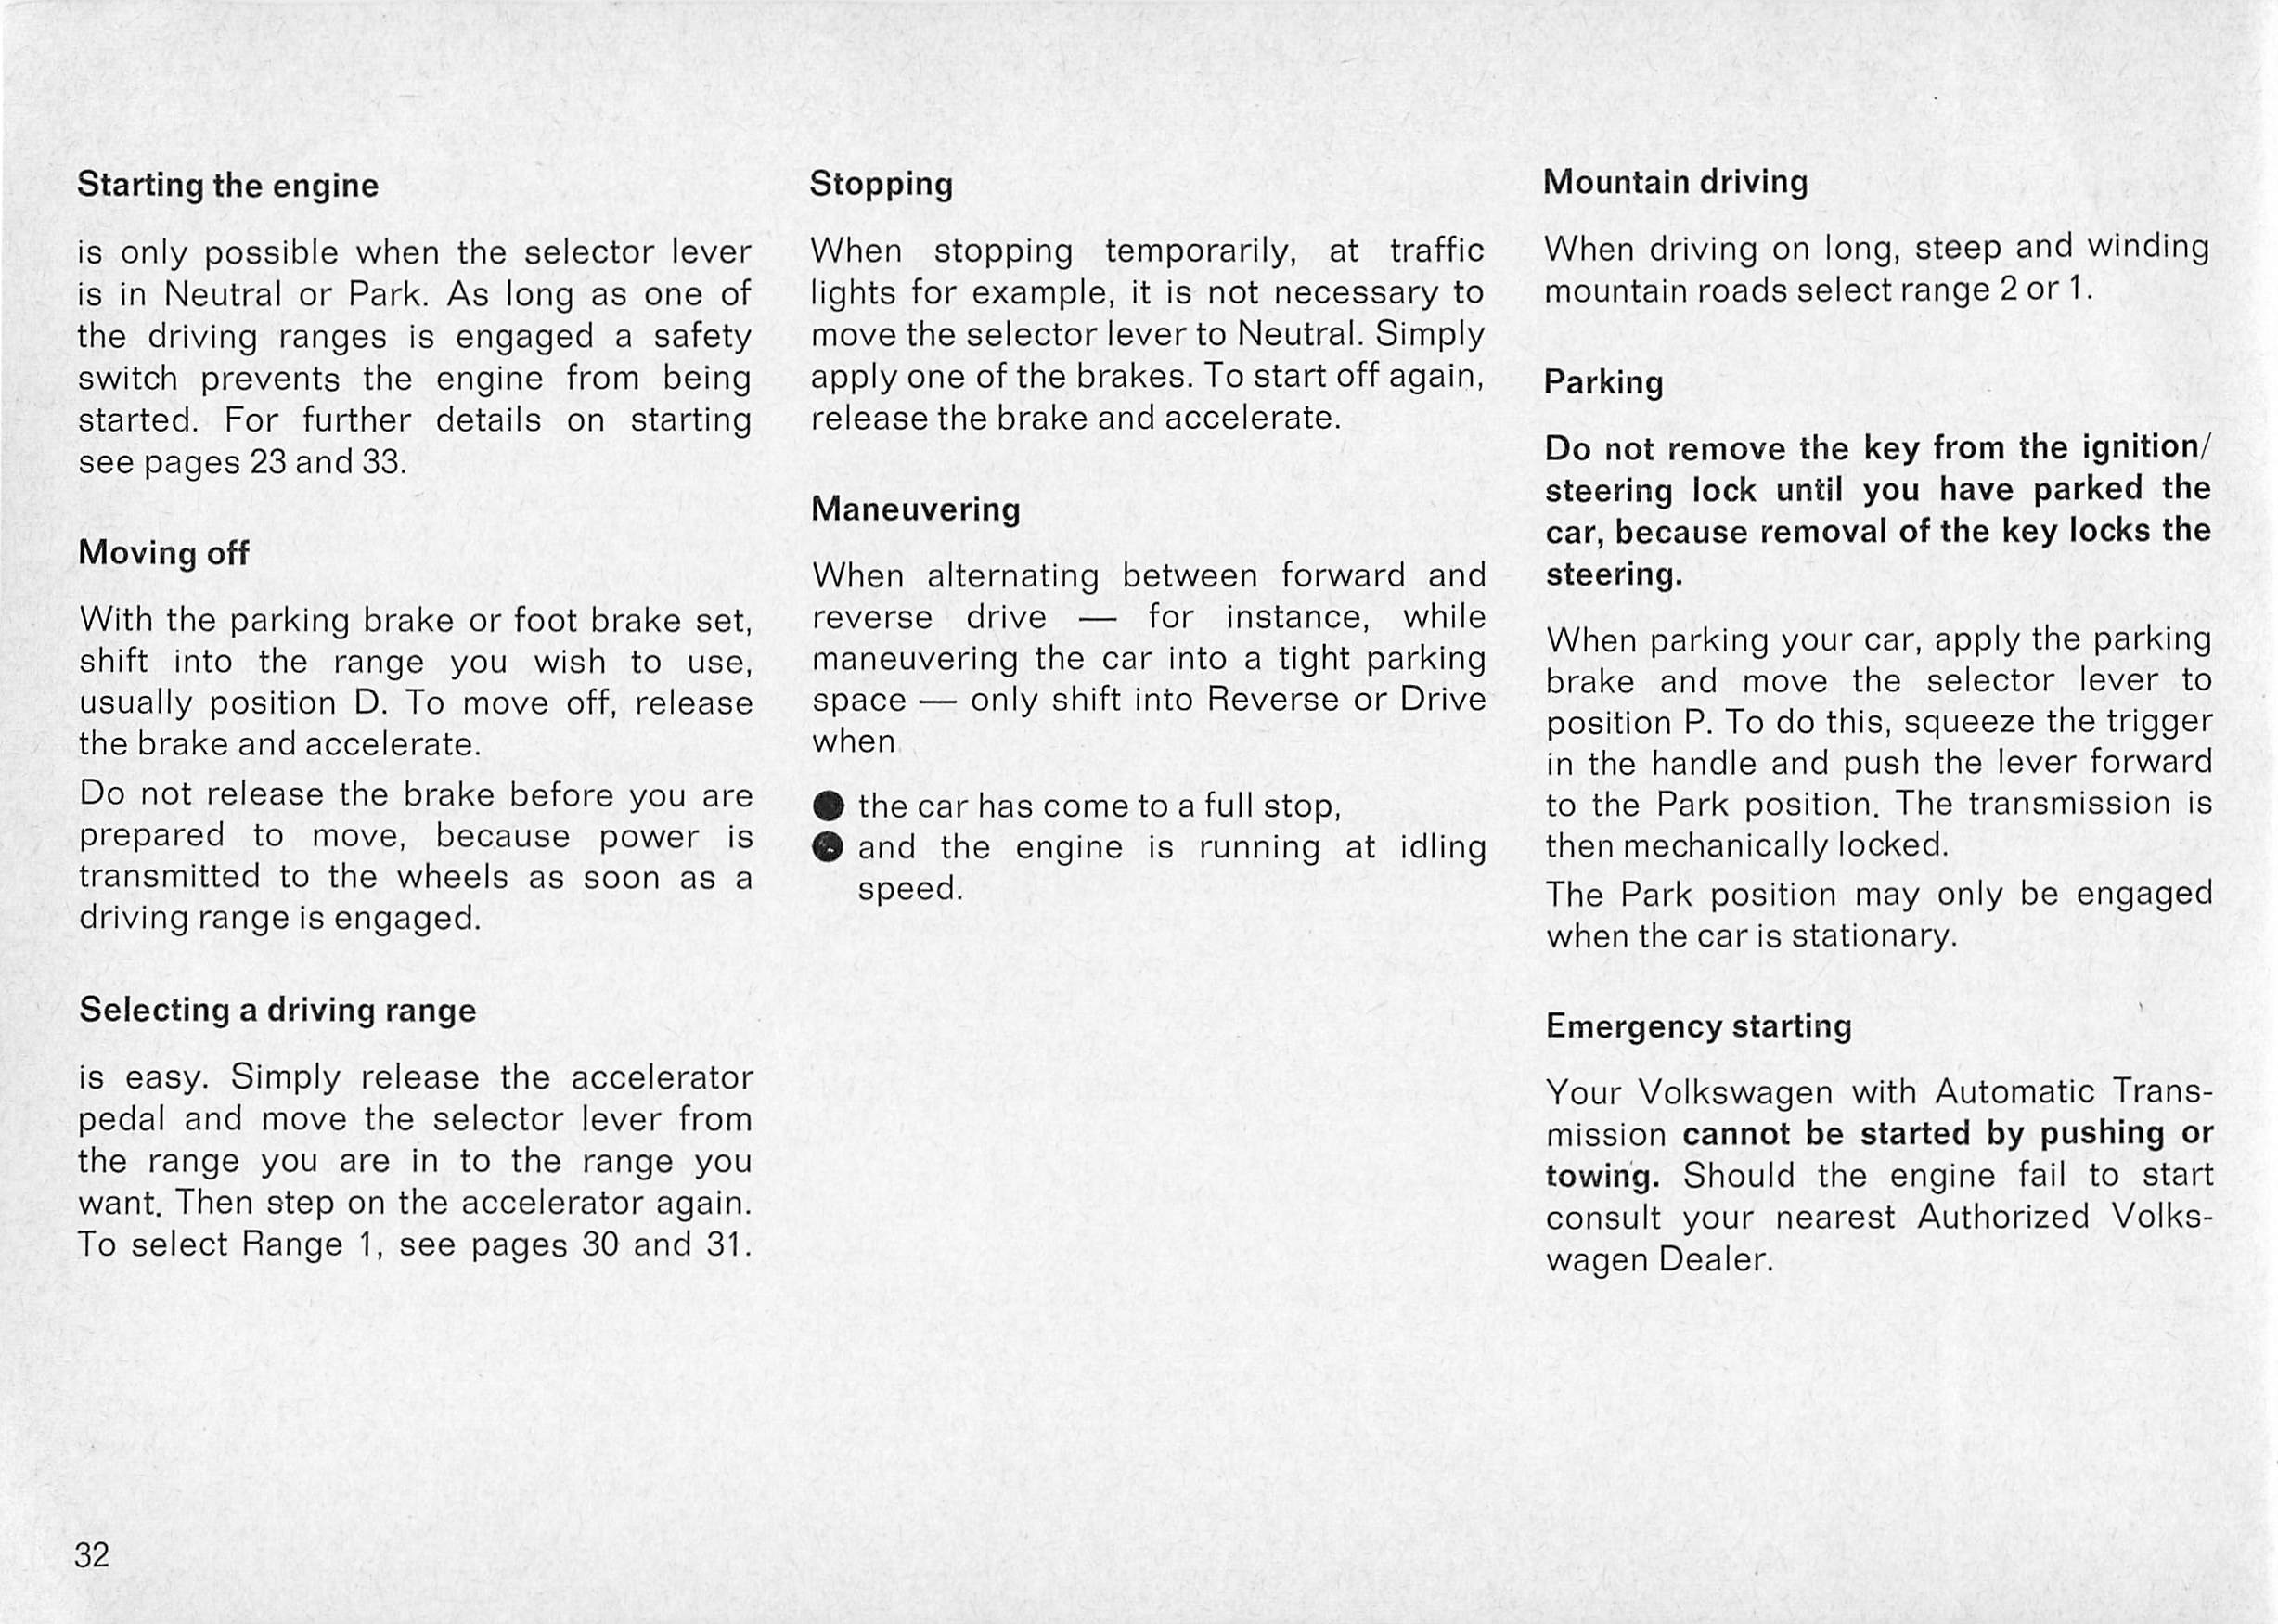 Starting the engine
is only possible when the selector lever
is in Neutral or Park. As long as one of
the driving ranges is engaged a safety
switch prevents the engine from being
started. For further details on starting
see pages 23 and 33.
Moving off
With the parking brake or foot brake set,
shift into the range you wish to use,
usually position D. To move off, release
the brake and accelerate.
Do not release the brake before you are
prepared to move, because power is
transmitted to the wheels as soon as a
driving range is engaged.
Selecting a driving range
is easy. Simply release the accelerator
pedal and move the selector lever from
the range you are in to the range you
want. Then step on the accelerator again.
To select Range 1, see pages 30 and 31.
Stopping
When stopping temporarily, at traffic
lights for example, it is not necessary to
move the selector lever to Neutral. Simply
apply one of the brakes. To start off again,
release the brake and accelerate.
Maneuvering
When alternating between forward and
reverse drive — for instance, while
maneuvering the car into a tight parking
space — only shift into Reverse or Drive
when
● the car has come to a full stop,
● and the engine is running at idling
speed.
Mountain driving
When driving on long, steep and winding
mountain roads select range 2 or 1.
Parking
Do not remove the key from the ignition/
steering lock until you have parked the
car, because removal of the key locks the
steering.
When parking your car, apply the parking
brake and move the selector lever to
position P. To do this, squeeze the trigger
in the handle and push the lever forward
to the Park position. The transmission is
then mechanically locked.
The Park position may only be engaged
when the car is stationary.
Emergency starting
Your Volkswagen with Automatic Trans-
mission cannot be started by pushing or
towing. Should the engine fail to start
consult your nearest Authorized Volks-
wagen Dealer.
32